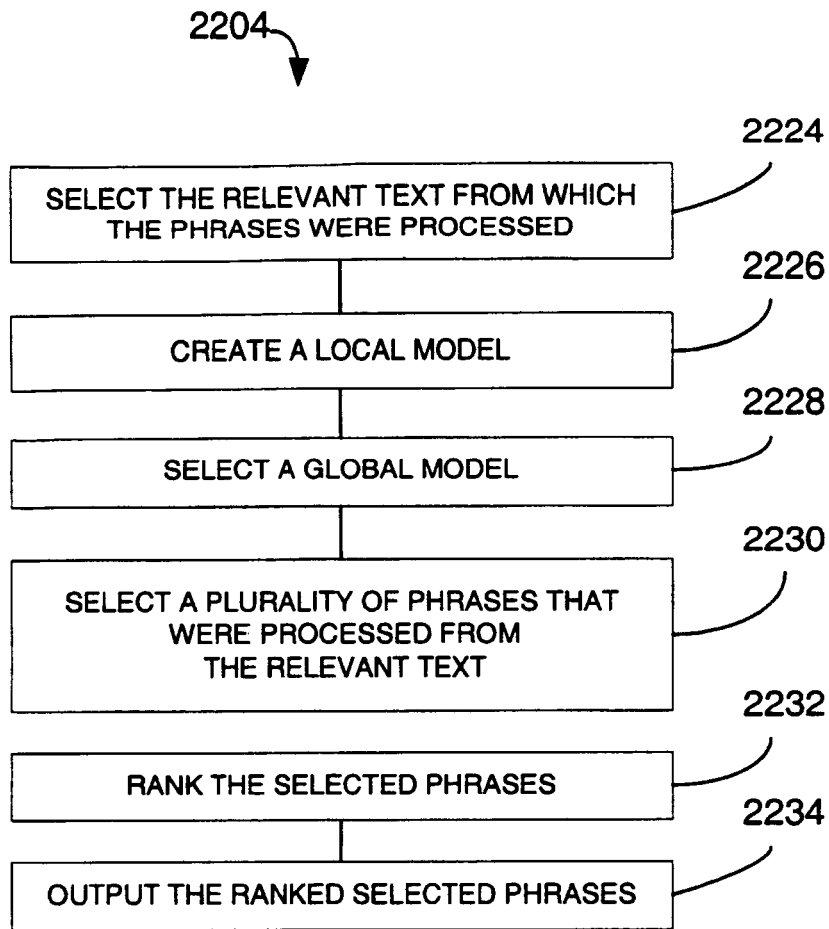 2204
2224
SELECT THE RELEVANT TEXT FROM WHICH
THE PHRASES WERE PROCESSED
2226
CREATE A LOCAL MODEL
2228
SELECT A GLOBAL MODEL
2230
SELECT A PLURALITY OF PHRASES THAT
WERE PROCESSED FROM
THE RELEVANT TEXT
2232
RANK THE SELECTED PHRASES
2234
OUTPUT THE RANKED SELECTED PHRASES